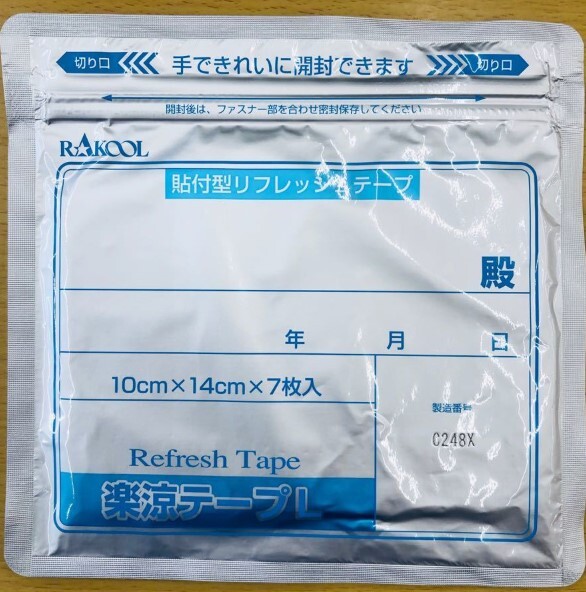 切り口 手できれいに開封できます 切り口
開封後は、ファスナー部を合わせ密封保存してください
RAKOOL
貼付型リフレッシュテープ
殿
年 月 日
10cm×14cm×7枚入
製造番号
C248X
Refresh Tape
楽涼テープL